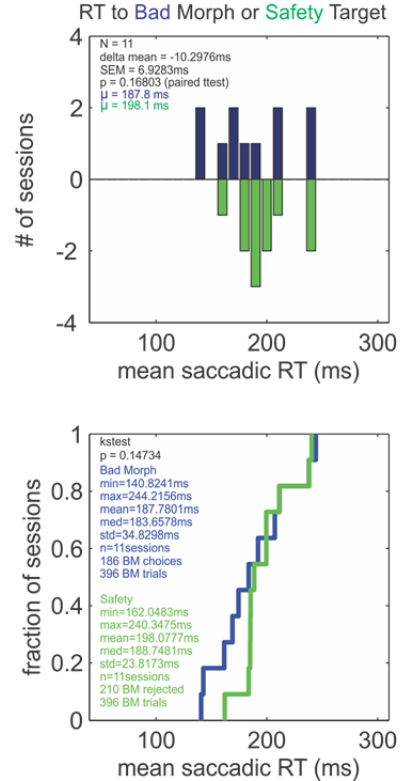 RT to Bad Morph or Safety Target
N = 11
delta mean = -10.2976ms
SEM = 6.9283ms
p = 0.16803 (paired ttest)
μ = 187.8 ms
μ = 198.1 ms
4
2
0
-2
-4
# of sessions
100 200 300
mean saccadic RT (ms)
1
0.8
0.6
0.4
0.2
0
fraction of sessions
kstest
p = 0.14734
Bad Morph
min=140.8241ms
max=244.2156ms
mean=187.7801ms
med=183.6578ms
std=34.8298ms
n=11sessions
186 BM choices
396 BM trials
Safety
min=162.0483ms
max=240.3475ms
mean=198.0777ms
med=188.7481ms
std=23.8173ms
n=11sessions
210 BM rejected
396 BM trials
100 200 300
mean saccadic RT (ms)